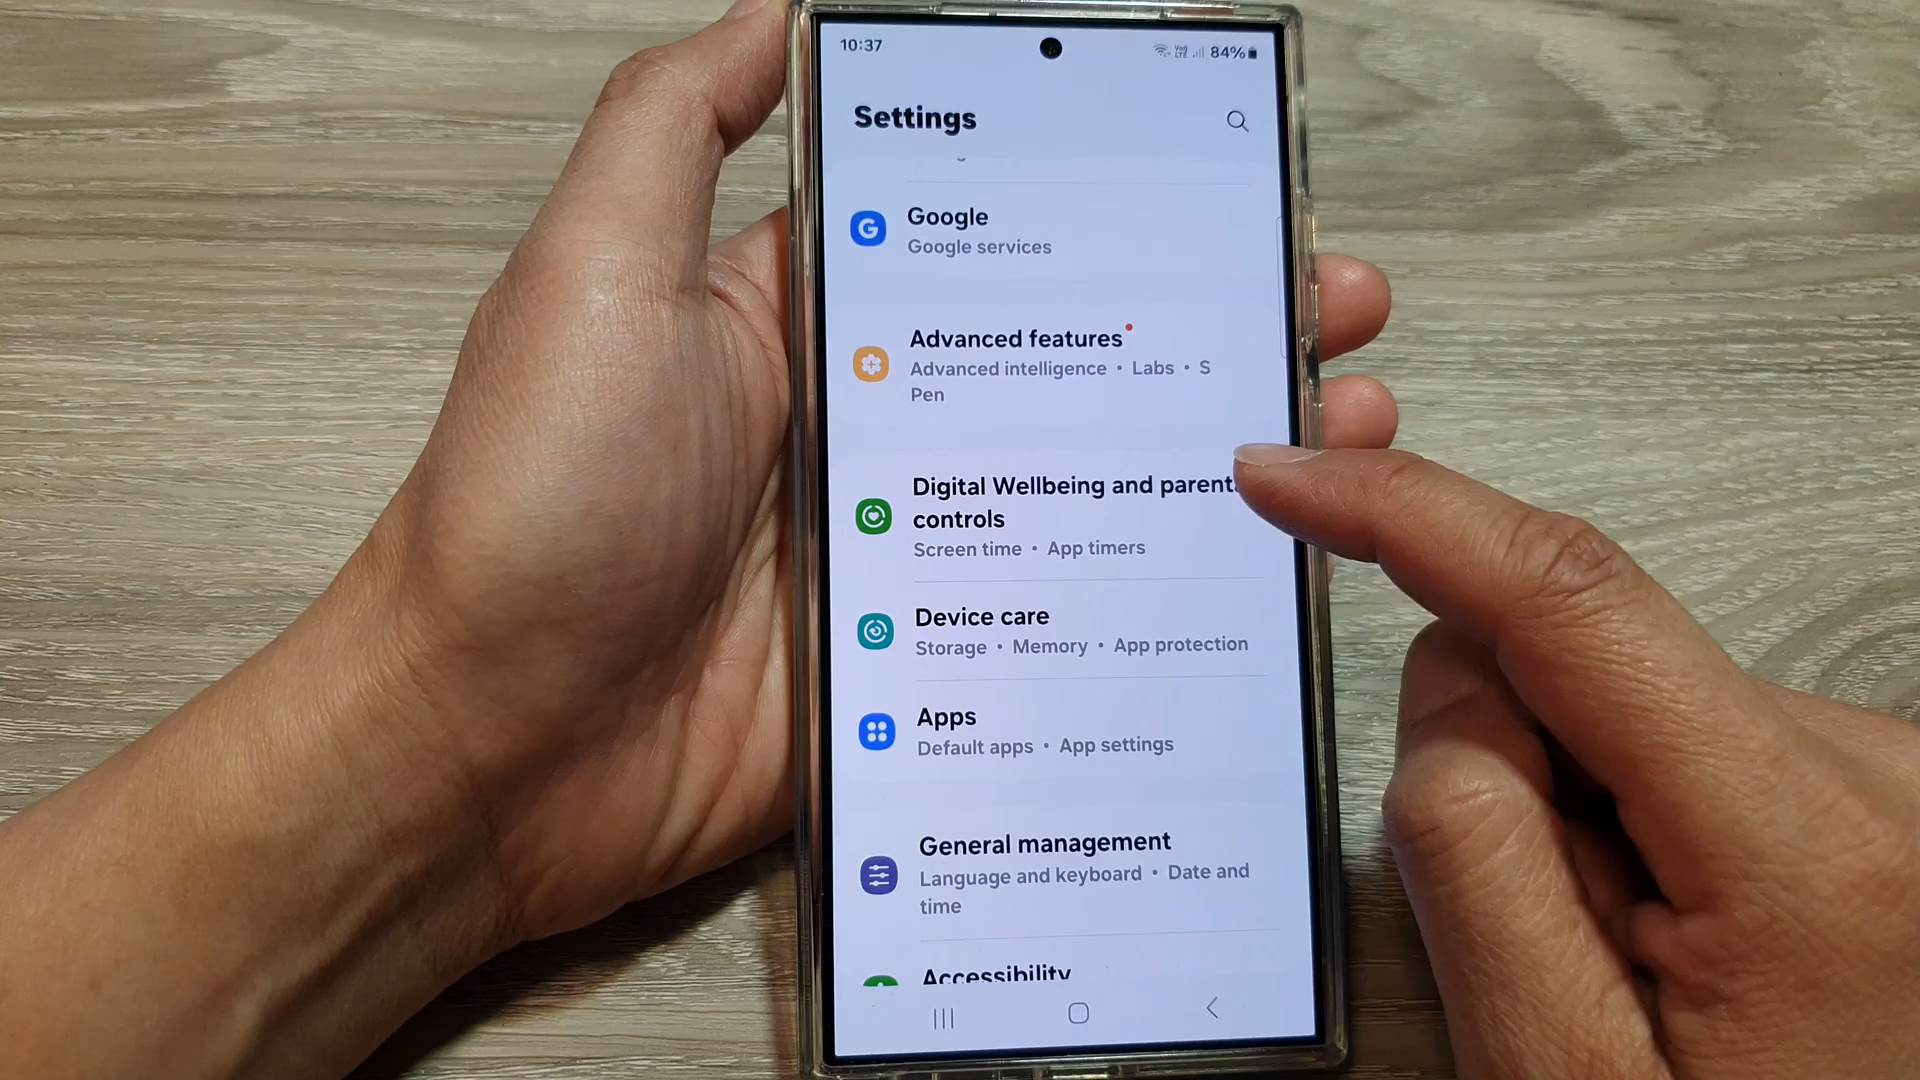 10:37
84%
Settings
Google
Google services
Advanced features
Advanced intelligence • Labs • S
Pen
Digital Wellbeing and parent
controls
Screen time • App timers
Device care
Storage • Memory • App protection
Apps
Default apps • App settings
General management
Language and keyboard • Date and
time
Accessibility